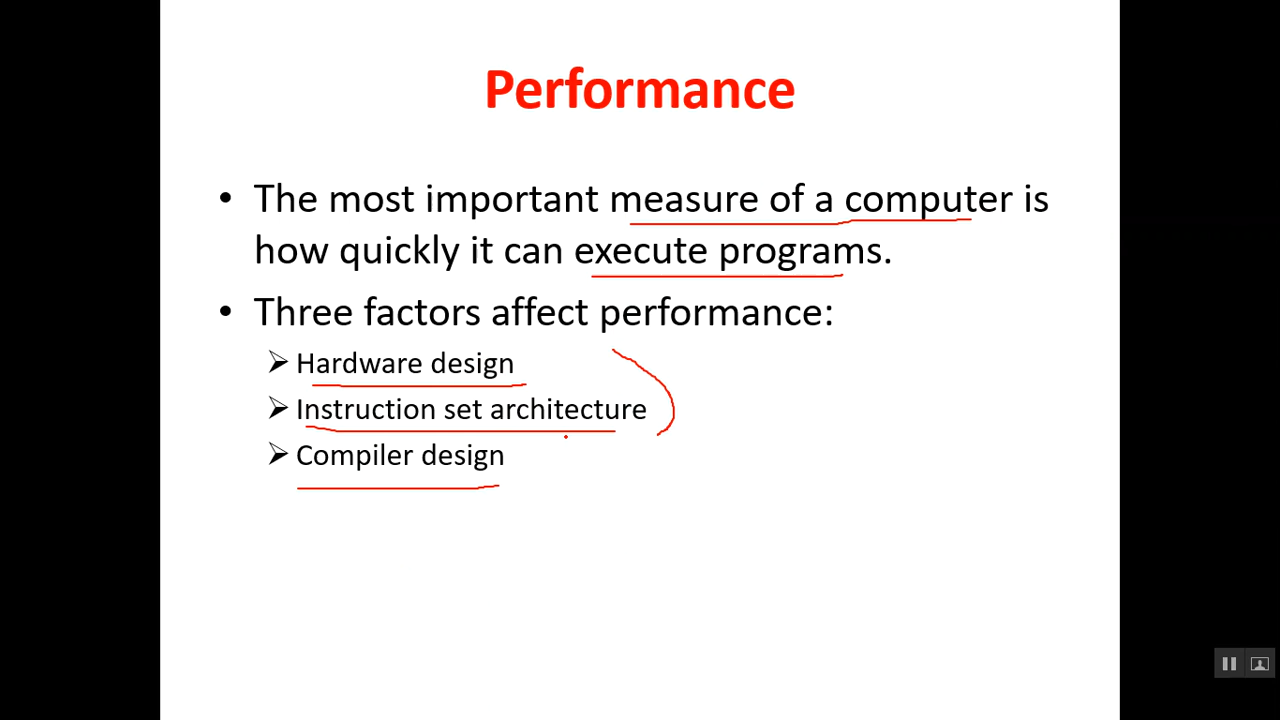 Performance
• The most important measure of a computer is
how quickly it can execute programs.
• Three factors affect performance:
➢ Hardware design
➢ Instruction set architecture
➢ Compiler design